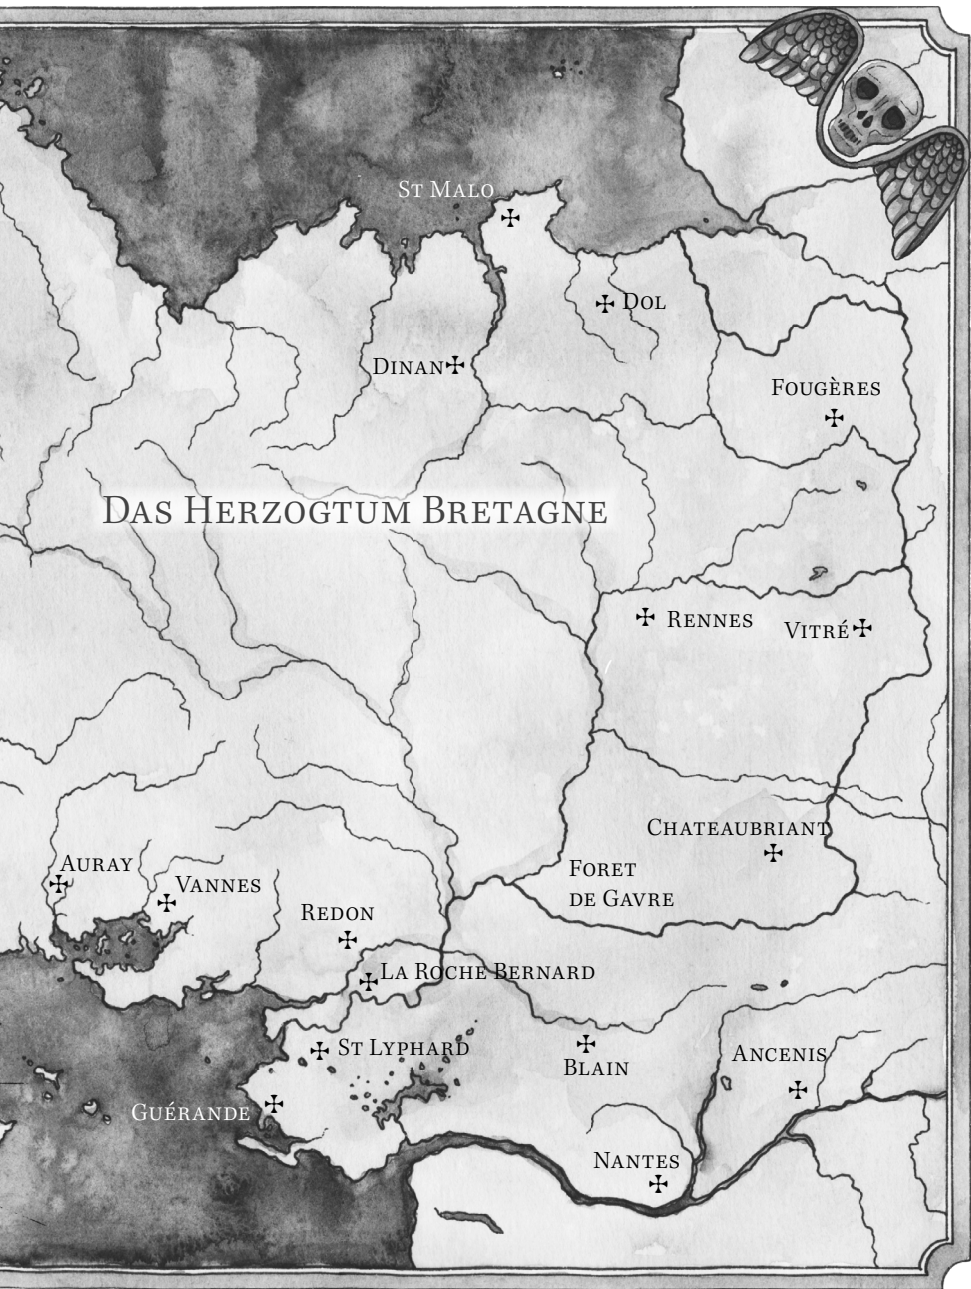 St Malo
Dol
Dinan
Fougères
Das Herzogtum Bretagne
Rennes
Vitré
Chateaubriant
Auray
Vannes
Foret
de Gavre
Redon
La Roche Bernard
St Lyphard
Blain
Ancenis
Guérande
Nantes